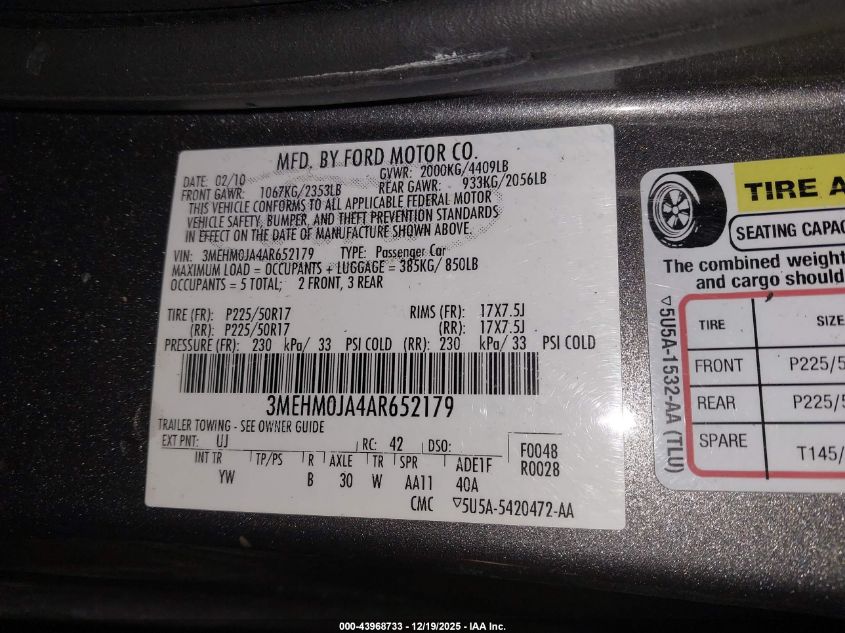 MFD. BY FORD MOTOR CO.
DATE: 02/10 GVWR: 2000KG/4409LB
FRONT GAWR: 1067KG/2353LB REAR GAWR: 933KG/2056LB
THIS VEHICLE CONFORMS TO ALL APPLICABLE FEDERAL MOTOR
VEHICLE SAFETY, BUMPER, AND THEFT PREVENTION STANDARDS
IN EFFECT ON THE DATE OF MANUFACTURE SHOWN ABOVE.
VIN: 3MEHM0JA4AR652179 TYPE: Passenger Car
MAXIMUM LOAD = OCCUPANTS + LUGGAGE = 385KG/ 850LB
OCCUPANTS = 5 TOTAL; 2 FRONT, 3 REAR
TIRE (FR): P225/50R17 RIMS (FR): 17X7.5J
(RR): P225/50R17 (RR): 17X7.5J
PRESSURE (FR): 230 kPa/ 33 PSI COLD (RR): 230 kPa/ 33 PSI COLD
3MEHM0JA4AR652179
TRAILER TOWING - SEE OWNER GUIDE
EXT PNT: UJ RC: 42 DSO: F0048
INT TR TP/PS R AXLE TR SPR ADE1F R0028
YW B 30 W AA11 40A
CMC ▽5U5A-5420472-AA
TIRE A
SEATING CAPAC
The combined weight
and cargo should
TIRE SIZE
FRONT P225/5
REAR P225/5
SPARE T145/
▽5U5A-1532-AA (TLU)
000-43968733 - 12/19/2025 - IAA Inc.